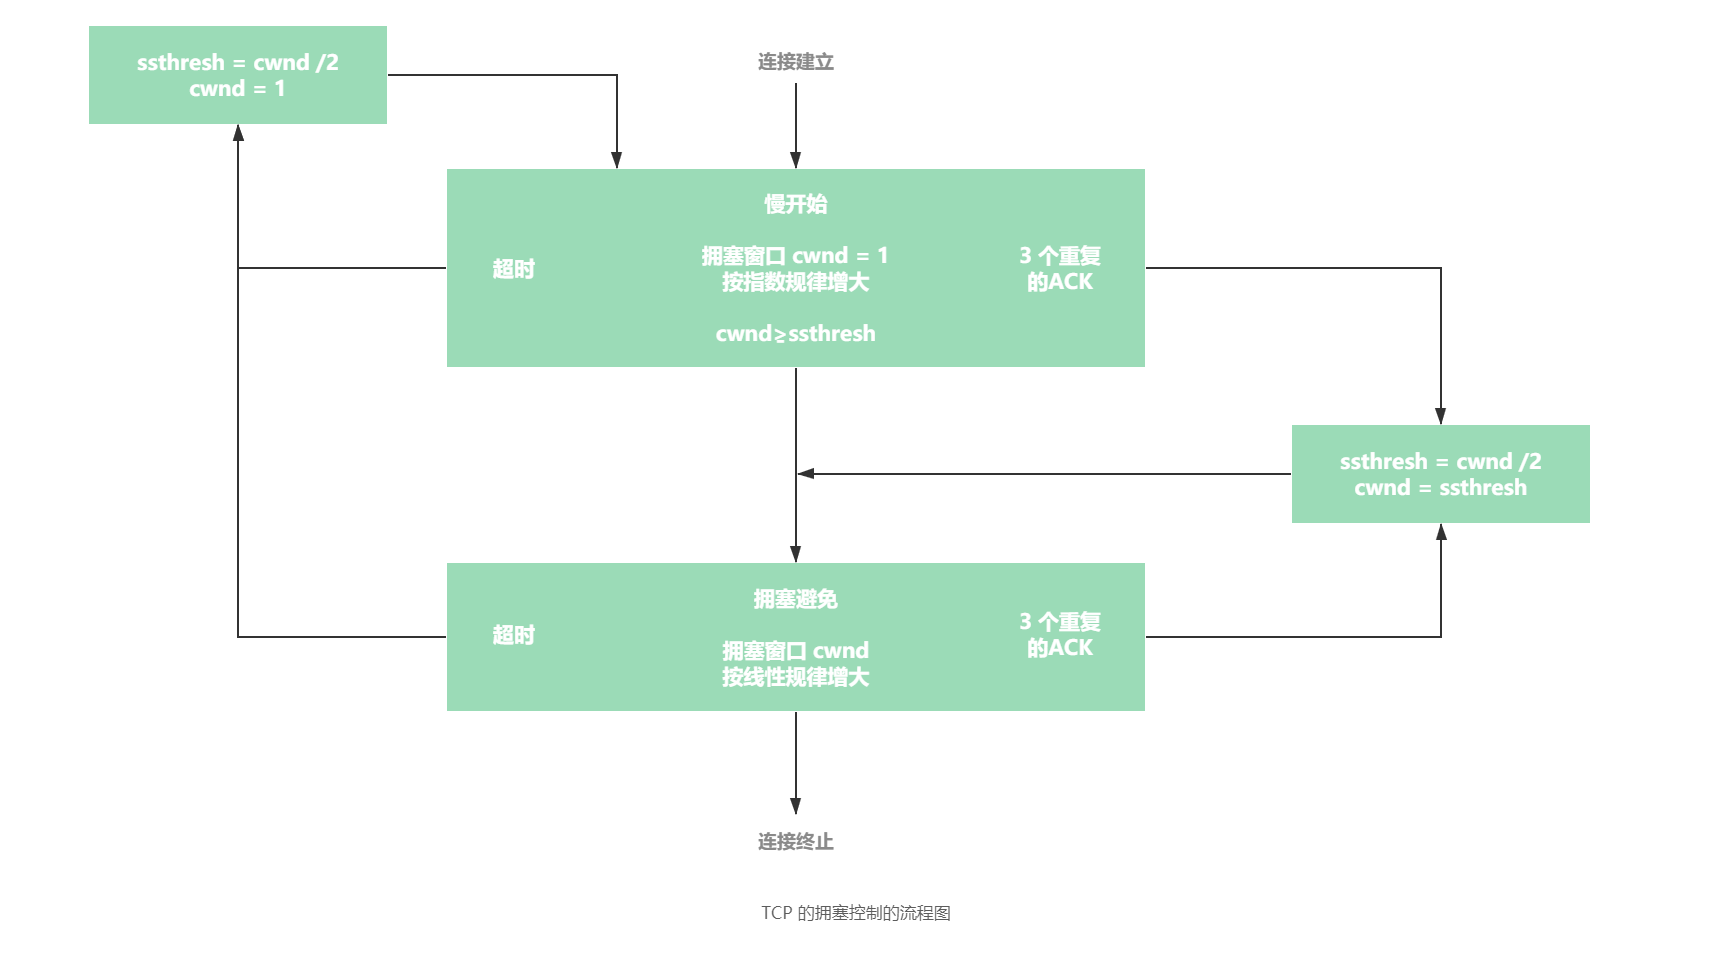 ssthresh = cwnd /2
cwnd = 1
连接建立
慢开始
拥塞窗口 cwnd = 1
按指数规律增大
cwnd≥ssthresh
超时
3 个重复
的ACK
ssthresh = cwnd /2
cwnd = ssthresh
拥塞避免
拥塞窗口 cwnd
按线性规律增大
超时
3 个重复
的ACK
连接终止
TCP 的拥塞控制的流程图